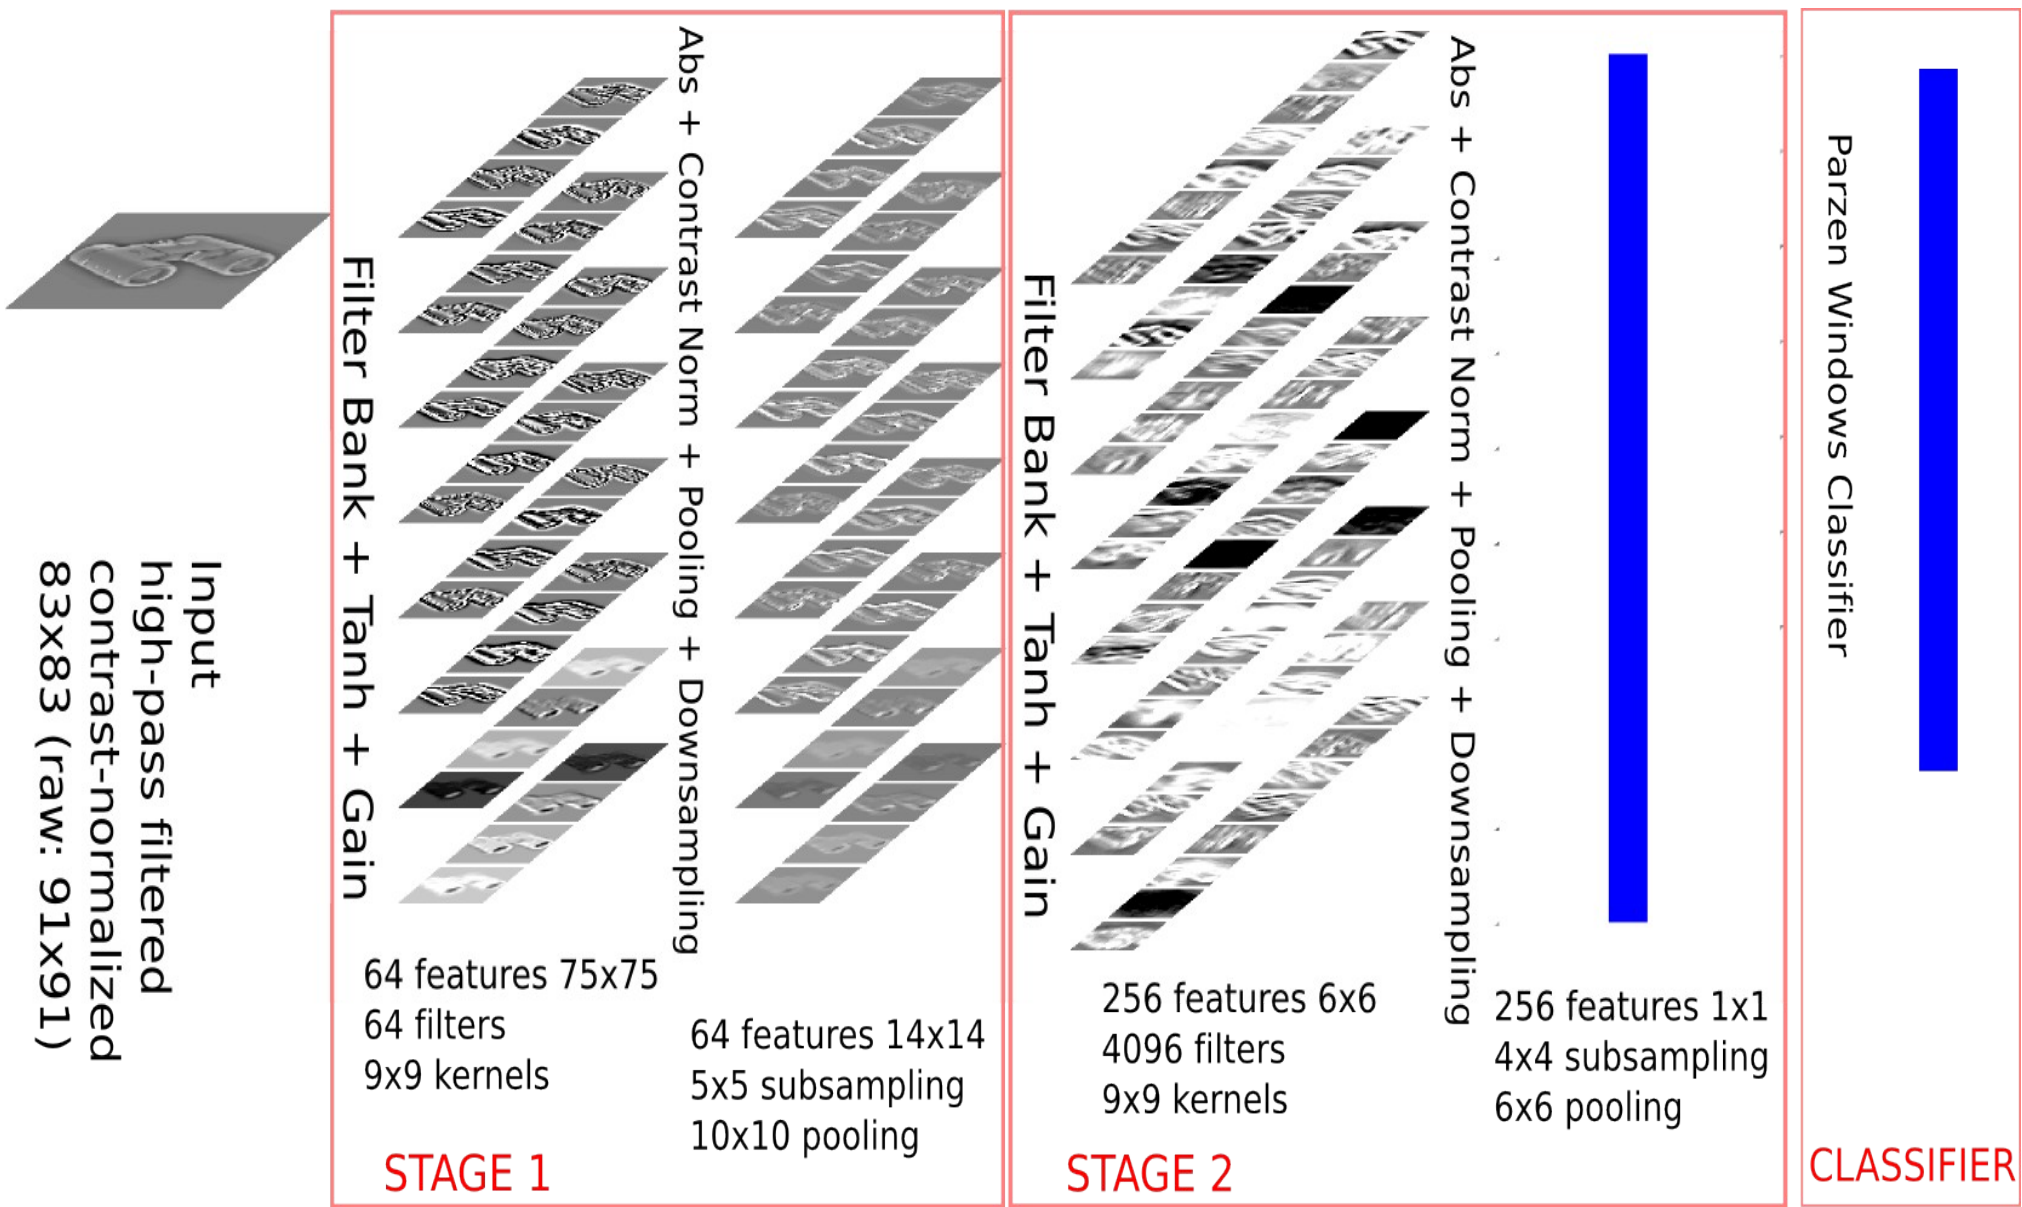 Input
high-pass filtered
contrast-normalized
83x83 (raw: 91x91)
Filter Bank + Tanh + Gain
64 features 75x75
64 filters
9x9 kernels
Abs + Contrast Norm + Pooling + Downsampling
64 features 14x14
5x5 subsampling
10x10 pooling
STAGE 1
Filter Bank + Tanh + Gain
256 features 6x6
4096 filters
9x9 kernels
Abs + Contrast Norm + Pooling + Downsampling
256 features 1x1
4x4 subsampling
6x6 pooling
STAGE 2
Parzen Windows Classifier
CLASSIFIER